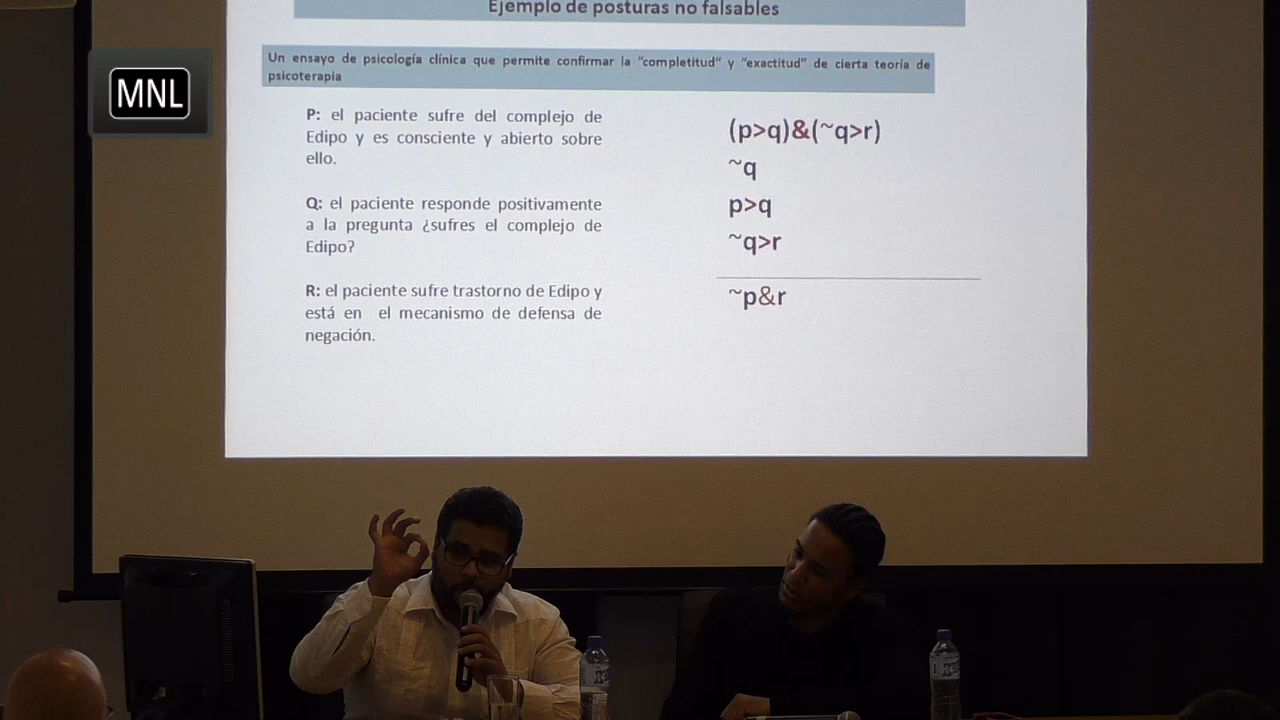 Ejemplo de posturas no falsables
MNL
Un ensayo de psicología clínica que permite confirmar la "completitud" y "exactitud" de cierta teoría de
psicoterapia
P: el paciente sufre del complejo de
Edipo y es consciente y abierto sobre
ello.
Q: el paciente responde positivamente
a la pregunta ¿sufres el complejo de
Edipo?
R: el paciente sufre trastorno de Edipo y
está en el mecanismo de defensa de
negación.
(p>q)&(~q>r)
~q
p>q
~q>r
~p&r